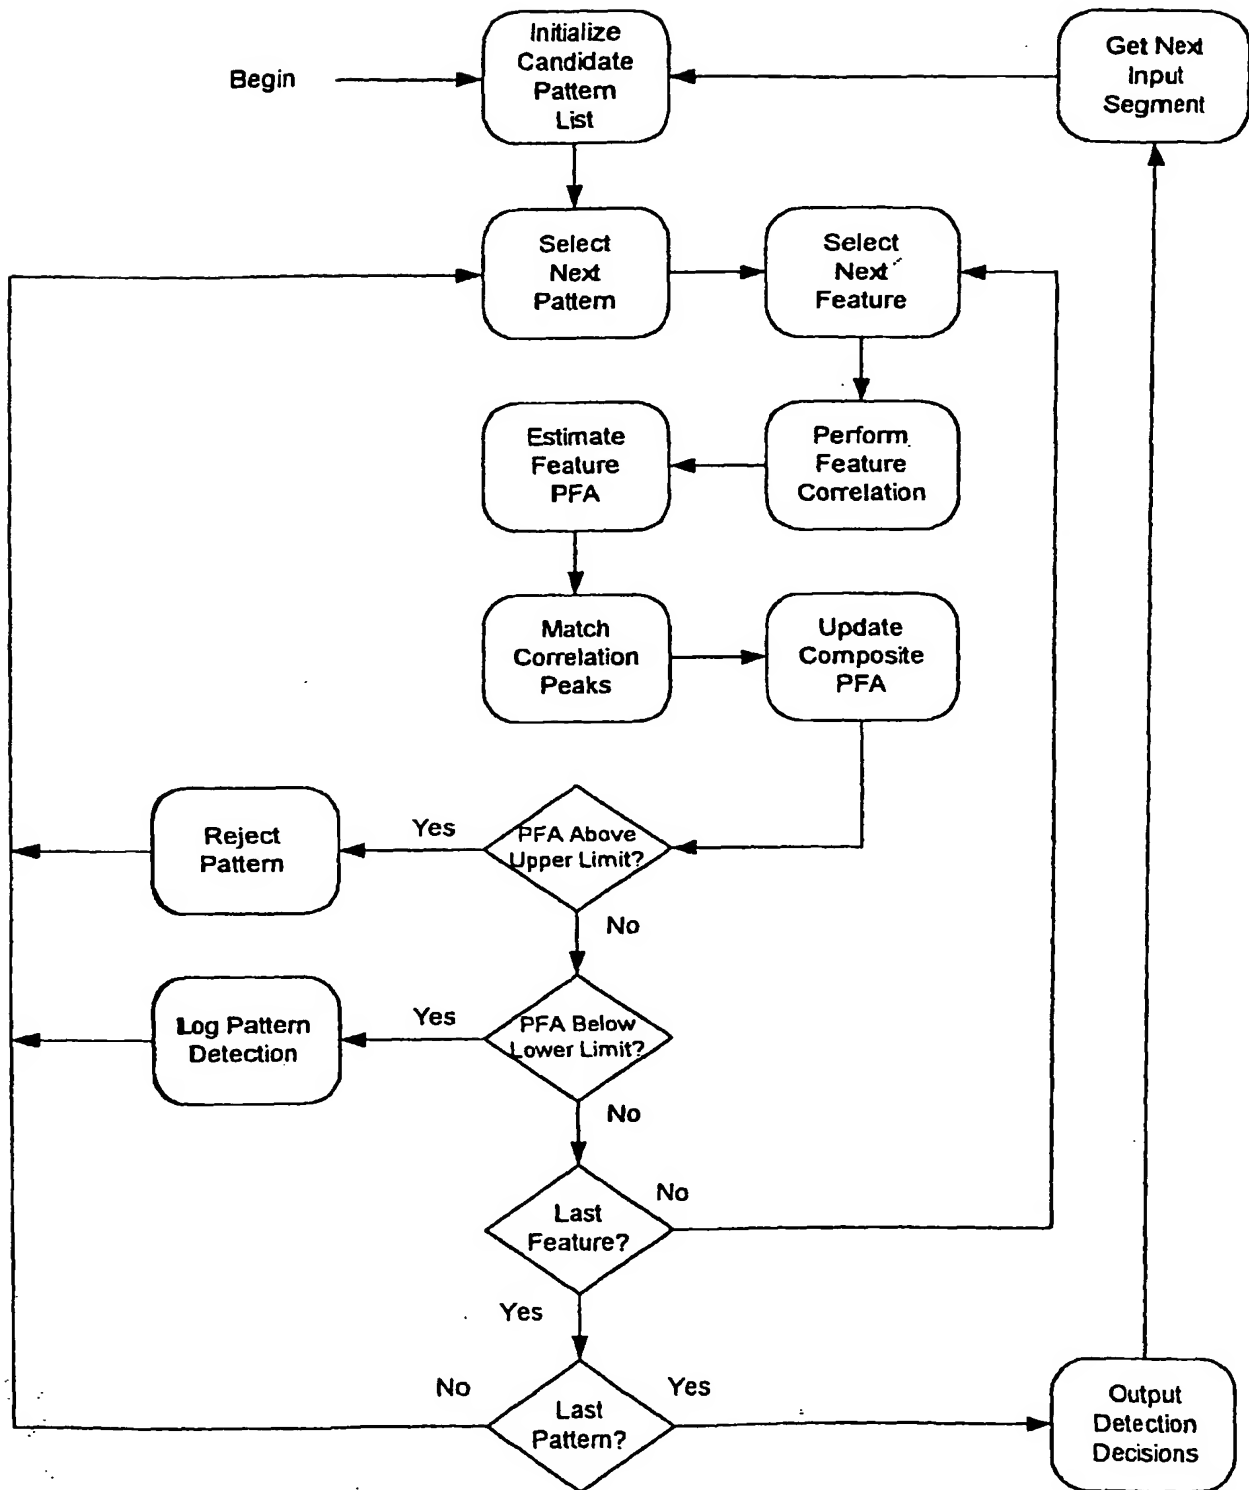 Initialize
Candidate
Pattern
List
Get Next
Input
Segment
Begin
Select
Next
Pattern
Select
Next
Feature
Estimate
Feature
PFA
Perform
Feature
Correlation
Match
Correlation
Peaks
Update
Composite
PFA
Reject
Pattern
Yes
PFA Above
Upper Limit?
No
Log Pattern
Detection
Yes
PFA Below
Lower Limit?
No
Last
Feature?
No
Yes
No
Last
Pattern?
Yes
Output
Detection
Decisions